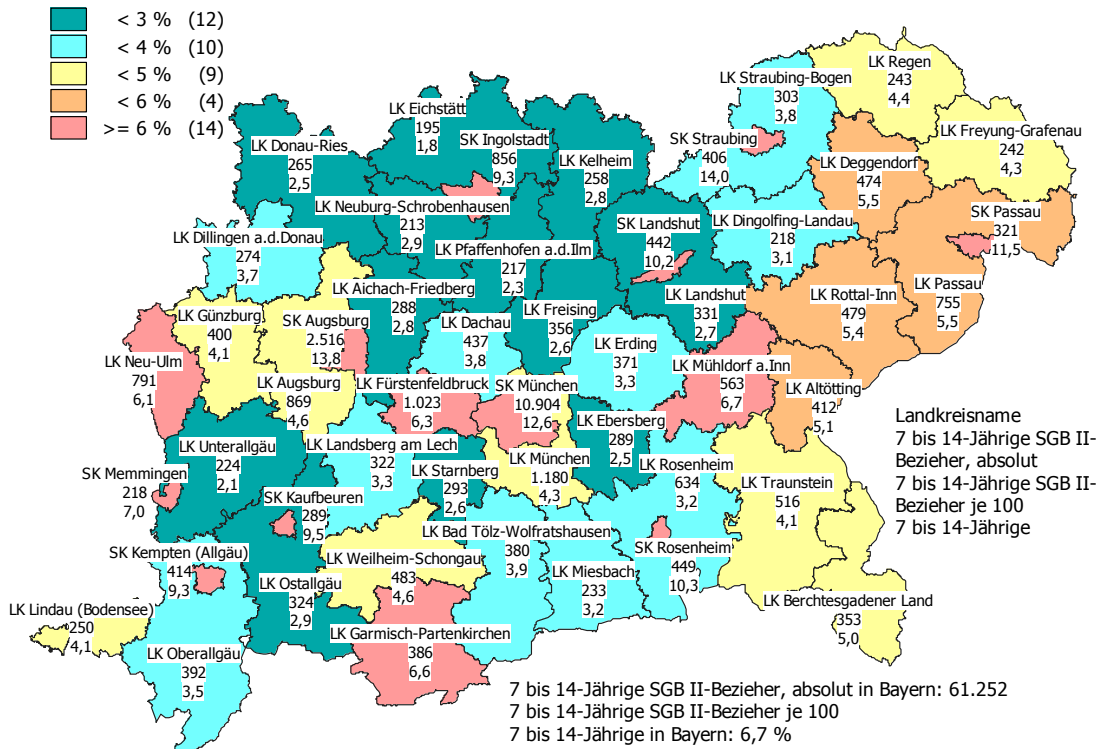 < 3 % (12)
< 4 % (10)
< 5 % (9)
< 6 % (4)
>= 6 % (14)
LK Regen
243
4,4
LK Straubing-Bogen
303
3,8
LK Eichstätt
195
1,8
SK Ingolstadt
856
9,3
LK Freyung-Grafenau
242
4,3
SK Straubing
406
14,0
LK Donau-Ries
265
2,5
LK Kelheim
258
2,8
LK Deggendorf
474
5,5
LK Neuburg-Schrobenhausen
213
2,9
SK Landshut
442
10,2
LK Dingolfing-Landau
218
3,1
SK Passau
321
11,5
LK Dillingen a.d.Donau
274
3,7
LK Pfaffenhofen a.d.Ilm
217
2,3
LK Aichach-Friedberg
288
2,8
LK Landshut
331
2,7
LK Rottal-Inn
479
5,4
LK Passau
755
5,5
LK Günzburg
400
4,1
SK Augsburg
2.516
13,8
LK Dachau
437
3,8
LK Freising
356
2,6
LK Erding
371
3,3
LK Neu-Ulm
791
6,1
LK Mühldorf a.Inn
563
6,7
LK Augsburg
869
4,6
LK Fürstenfeldbruck
1.023
6,3
SK München
10.904
12,6
LK Altötting
412
5,1
LK Ebersberg
289
2,5
Landkreisname
7 bis 14-Jährige SGB II-
Bezieher, absolut
7 bis 14-Jährige SGB II-
Bezieher je 100
7 bis 14-Jährige
LK Unterallgäu
224
2,1
LK Landsberg am Lech
322
3,3
LK Starnberg
293
2,6
LK München
1.180
4,3
LK Rosenheim
634
3,2
SK Memmingen
218
7,0
LK Traunstein
516
4,1
SK Kaufbeuren
289
9,5
LK Bad Tölz-Wolfratshausen
380
3,9
SK Kempten (Allgäu)
414
9,3
LK Weilheim-Schongau
483
4,6
SK Rosenheim
449
10,3
LK Ostallgäu
324
2,9
LK Miesbach
233
3,2
LK Lindau (Bodensee)
250
4,1
LK Berchtesgadener Land
353
5,0
LK Garmisch-Partenkirchen
386
6,6
LK Oberallgäu
392
3,5
7 bis 14-Jährige SGB II-Bezieher, absolut in Bayern: 61.252
7 bis 14-Jährige SGB II-Bezieher je 100
7 bis 14-Jährige in Bayern: 6,7 %